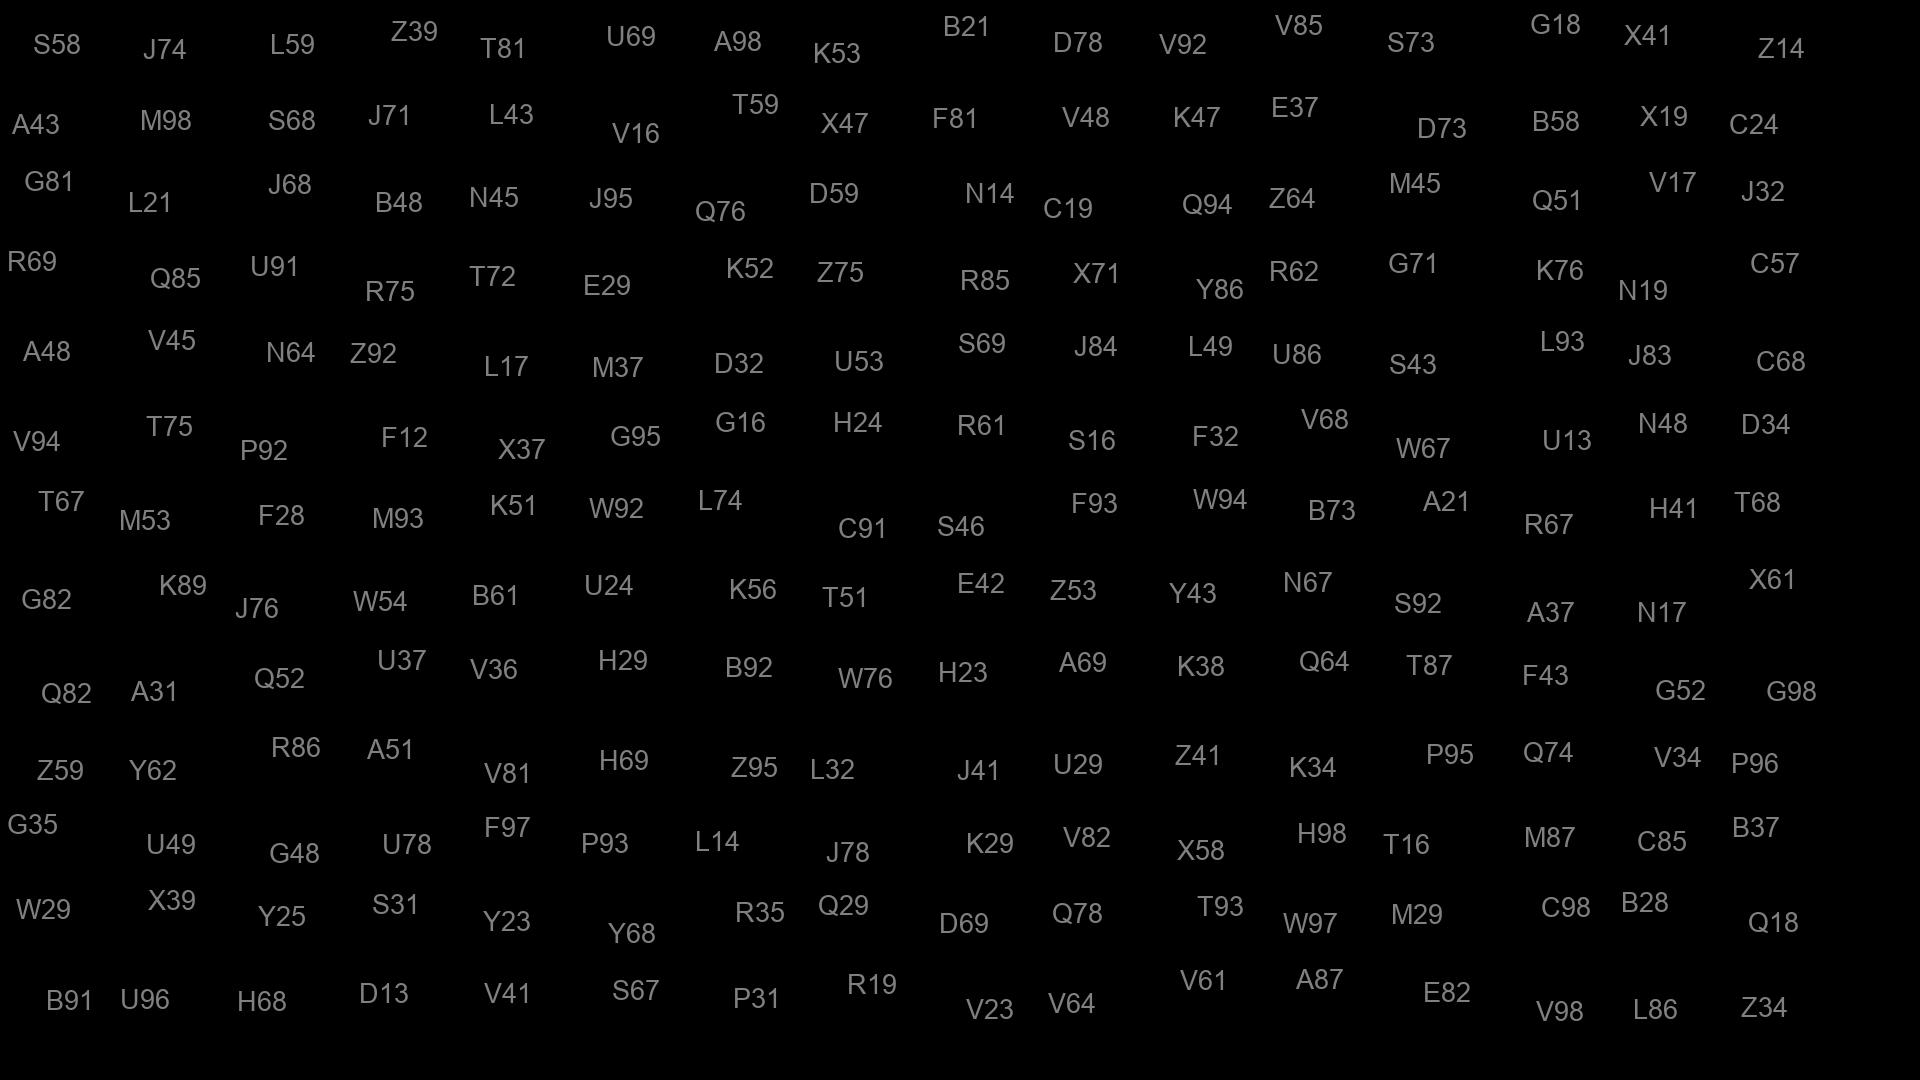 S58 J74 L59 Z39 T81 U69 A98 K53 B21 D78 V92 V85 S73 G18 X41 Z14
A43 M98 S68 J71 L43 V16 T59 X47 F81 V48 K47 E37 D73 B58 X19 C24
G81 L21 J68 B48 N45 J95 Q76 D59 N14 C19 Q94 Z64 M45 Q51 V17 J32
R69 Q85 U91 R75 T72 E29 K52 Z75 R85 X71 Y86 R62 G71 K76 N19 C57
A48 V45 N64 Z92 L17 M37 D32 U53 S69 J84 L49 U86 S43 L93 J83 C68
V94 T75 P92 F12 X37 G95 G16 H24 R61 S16 F32 V68 W67 U13 N48 D34
T67 M53 F28 M93 K51 W92 L74 C91 S46 F93 W94 B73 A21 R67 H41 T68
G82 K89 J76 W54 B61 U24 K56 T51 E42 Z53 Y43 N67 S92 A37 N17 X61
Q82 A31 Q52 U37 V36 H29 B92 W76 H23 A69 K38 Q64 T87 F43 G52 G98
Z59 Y62 R86 A51 V81 H69 Z95 L32 J41 U29 Z41 K34 P95 Q74 V34 P96
G35 U49 G48 U78 F97 P93 L14 J78 K29 V82 X58 H98 T16 M87 C85 B37
W29 X39 Y25 S31 Y23 Y68 R35 Q29 D69 Q78 T93 W97 M29 C98 B28 Q18
B91 U96 H68 D13 V41 S67 P31 R19 V23 V64 V61 A87 E82 V98 L86 Z34